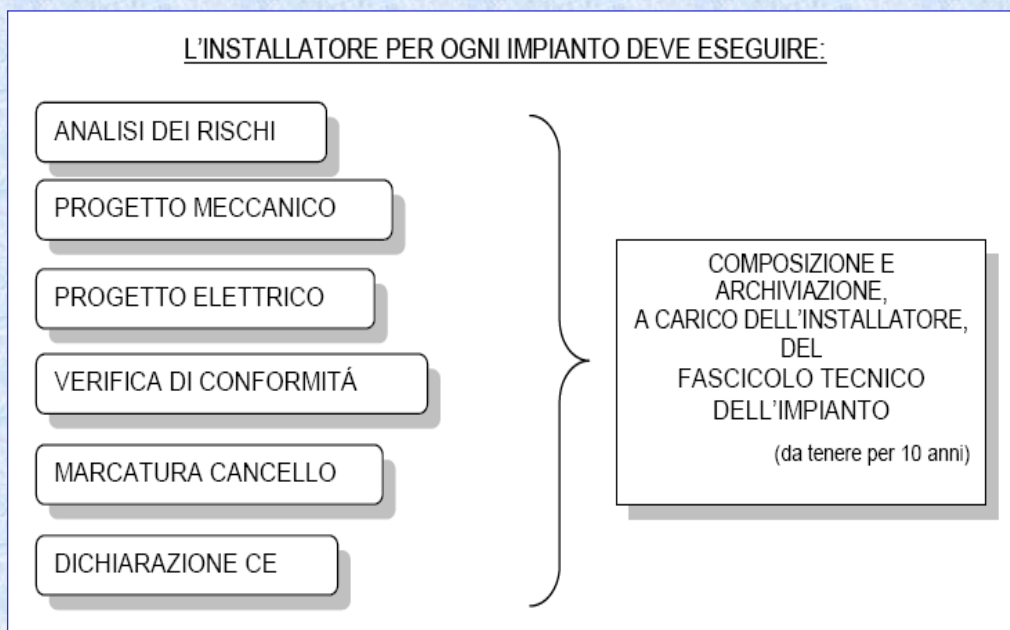 L'INSTALLATORE PER OGNI IMPIANTO DEVE ESEGUIRE:
ANALISI DEI RISCHI
PROGETTO MECCANICO
PROGETTO ELETTRICO
VERIFICA DI CONFORMITÁ
MARCATURA CANCELLO
DICHIARAZIONE CE
COMPOSIZIONE E
ARCHIVIAZIONE,
A CARICO DELL'INSTALLATORE,
DEL
FASCICOLO TECNICO
DELL'IMPIANTO
(da tenere per 10 anni)